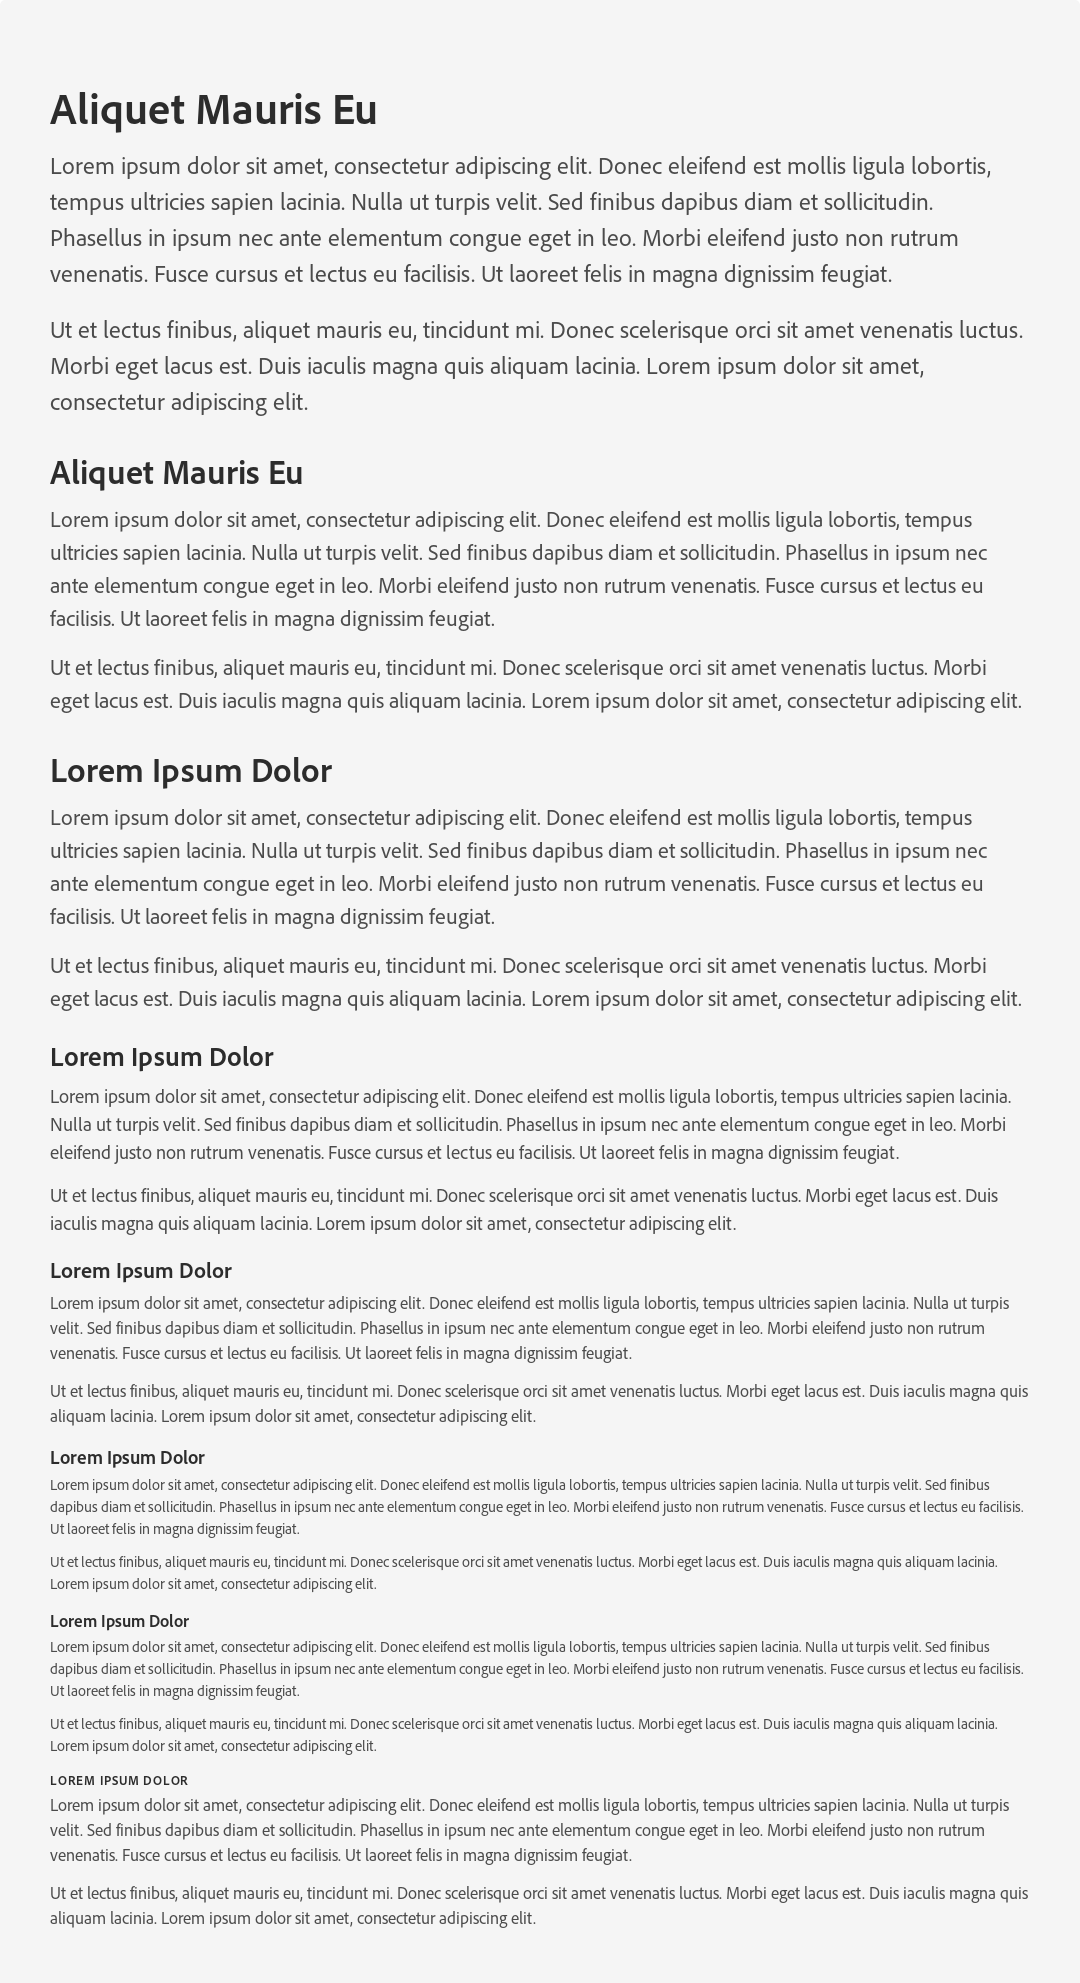 Aliquet Mauris Eu
Lorem ipsum dolor sit amet, consectetur adipiscing elit. Donec eleifend est mollis ligula lobortis,
tempus ultricies sapien lacinia. Nulla ut turpis velit. Sed finibus dapibus diam et sollicitudin.
Phasellus in ipsum nec ante elementum congue eget in leo. Morbi eleifend justo non rutrum
venenatis. Fusce cursus et lectus eu facilisis. Ut laoreet felis in magna dignissim feugiat.
Ut et lectus finibus, aliquet mauris eu, tincidunt mi. Donec scelerisque orci sit amet venenatis luctus.
Morbi eget lacus est. Duis iaculis magna quis aliquam lacinia. Lorem ipsum dolor sit amet,
consectetur adipiscing elit.
Aliquet Mauris Eu
Lorem ipsum dolor sit amet, consectetur adipiscing elit. Donec eleifend est mollis ligula lobortis, tempus
ultricies sapien lacinia. Nulla ut turpis velit. Sed finibus dapibus diam et sollicitudin. Phasellus in ipsum nec
ante elementum congue eget in leo. Morbi eleifend justo non rutrum venenatis. Fusce cursus et lectus eu
facilisis. Ut laoreet felis in magna dignissim feugiat.
Ut et lectus finibus, aliquet mauris eu, tincidunt mi. Donec scelerisque orci sit amet venenatis luctus. Morbi
eget lacus est. Duis iaculis magna quis aliquam lacinia. Lorem ipsum dolor sit amet, consectetur adipiscing elit.
Lorem Ipsum Dolor
Lorem ipsum dolor sit amet, consectetur adipiscing elit. Donec eleifend est mollis ligula lobortis, tempus
ultricies sapien lacinia. Nulla ut turpis velit. Sed finibus dapibus diam et sollicitudin. Phasellus in ipsum nec
ante elementum congue eget in leo. Morbi eleifend justo non rutrum venenatis. Fusce cursus et lectus eu
facilisis. Ut laoreet felis in magna dignissim feugiat.
Ut et lectus finibus, aliquet mauris eu, tincidunt mi. Donec scelerisque orci sit amet venenatis luctus. Morbi
eget lacus est. Duis iaculis magna quis aliquam lacinia. Lorem ipsum dolor sit amet, consectetur adipiscing elit.
Lorem Ipsum Dolor
Lorem ipsum dolor sit amet, consectetur adipiscing elit. Donec eleifend est mollis ligula lobortis, tempus ultricies sapien lacinia.
Nulla ut turpis velit. Sed finibus dapibus diam et sollicitudin. Phasellus in ipsum nec ante elementum congue eget in leo. Morbi
eleifend justo non rutrum venenatis. Fusce cursus et lectus eu facilisis. Ut laoreet felis in magna dignissim feugiat.
Ut et lectus finibus, aliquet mauris eu, tincidunt mi. Donec scelerisque orci sit amet venenatis luctus. Morbi eget lacus est. Duis
iaculis magna quis aliquam lacinia. Lorem ipsum dolor sit amet, consectetur adipiscing elit.
Lorem Ipsum Dolor
Lorem ipsum dolor sit amet, consectetur adipiscing elit. Donec eleifend est mollis ligula lobortis, tempus ultricies sapien lacinia. Nulla ut turpis
velit. Sed finibus dapibus diam et sollicitudin. Phasellus in ipsum nec ante elementum congue eget in leo. Morbi eleifend justo non rutrum
venenatis. Fusce cursus et lectus eu facilisis. Ut laoreet felis in magna dignissim feugiat.
Ut et lectus finibus, aliquet mauris eu, tincidunt mi. Donec scelerisque orci sit amet venenatis luctus. Morbi eget lacus est. Duis iaculis magna quis
aliquam lacinia. Lorem ipsum dolor sit amet, consectetur adipiscing elit.
Lorem Ipsum Dolor
Lorem ipsum dolor sit amet, consectetur adipiscing elit. Donec eleifend est mollis ligula lobortis, tempus ultricies sapien lacinia. Nulla ut turpis velit. Sed finibus
dapibus diam et sollicitudin. Phasellus in ipsum nec ante elementum congue eget in leo. Morbi eleifend justo non rutrum venenatis. Fusce cursus et lectus eu facilisis.
Ut laoreet felis in magna dignissim feugiat.
Ut et lectus finibus, aliquet mauris eu, tincidunt mi. Donec scelerisque orci sit amet venenatis luctus. Morbi eget lacus est. Duis iaculis magna quis aliquam lacinia.
Lorem ipsum dolor sit amet, consectetur adipiscing elit.
Lorem Ipsum Dolor
Lorem ipsum dolor sit amet, consectetur adipiscing elit. Donec eleifend est mollis ligula lobortis, tempus ultricies sapien lacinia. Nulla ut turpis velit. Sed finibus
dapibus diam et sollicitudin. Phasellus in ipsum nec ante elementum congue eget in leo. Morbi eleifend justo non rutrum venenatis. Fusce cursus et lectus eu facilisis.
Ut laoreet felis in magna dignissim feugiat.
Ut et lectus finibus, aliquet mauris eu, tincidunt mi. Donec scelerisque orci sit amet venenatis luctus. Morbi eget lacus est. Duis iaculis magna quis aliquam lacinia.
Lorem ipsum dolor sit amet, consectetur adipiscing elit.
LOREM IPSUM DOLOR
Lorem ipsum dolor sit amet, consectetur adipiscing elit. Donec eleifend est mollis ligula lobortis, tempus ultricies sapien lacinia. Nulla ut turpis
velit. Sed finibus dapibus diam et sollicitudin. Phasellus in ipsum nec ante elementum congue eget in leo. Morbi eleifend justo non rutrum
venenatis. Fusce cursus et lectus eu facilisis. Ut laoreet felis in magna dignissim feugiat.
Ut et lectus finibus, aliquet mauris eu, tincidunt mi. Donec scelerisque orci sit amet venenatis luctus. Morbi eget lacus est. Duis iaculis magna quis
aliquam lacinia. Lorem ipsum dolor sit amet, consectetur adipiscing elit.